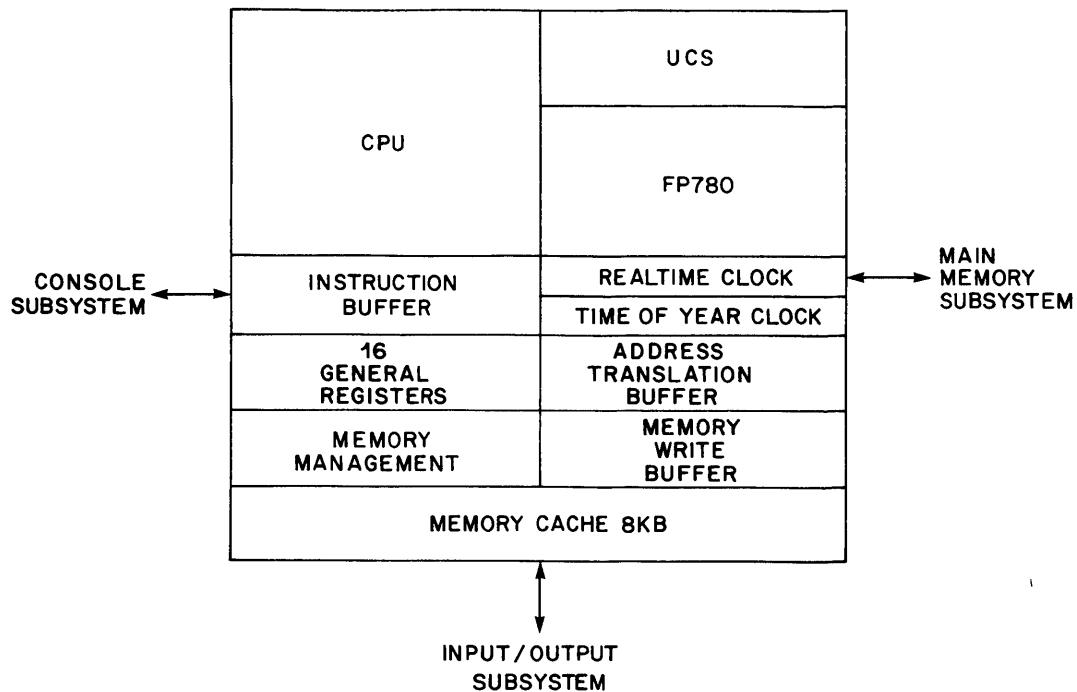 UCS
CPU
FP780
CONSOLE
SUBSYSTEM
INSTRUCTION
BUFFER
REALTIME CLOCK
TIME OF YEAR CLOCK
MAIN
MEMORY
SUBSYSTEM
16
GENERAL
REGISTERS
ADDRESS
TRANSLATION
BUFFER
MEMORY
MANAGEMENT
MEMORY
WRITE
BUFFER
MEMORY CACHE 8KB
INPUT/OUTPUT
SUBSYSTEM